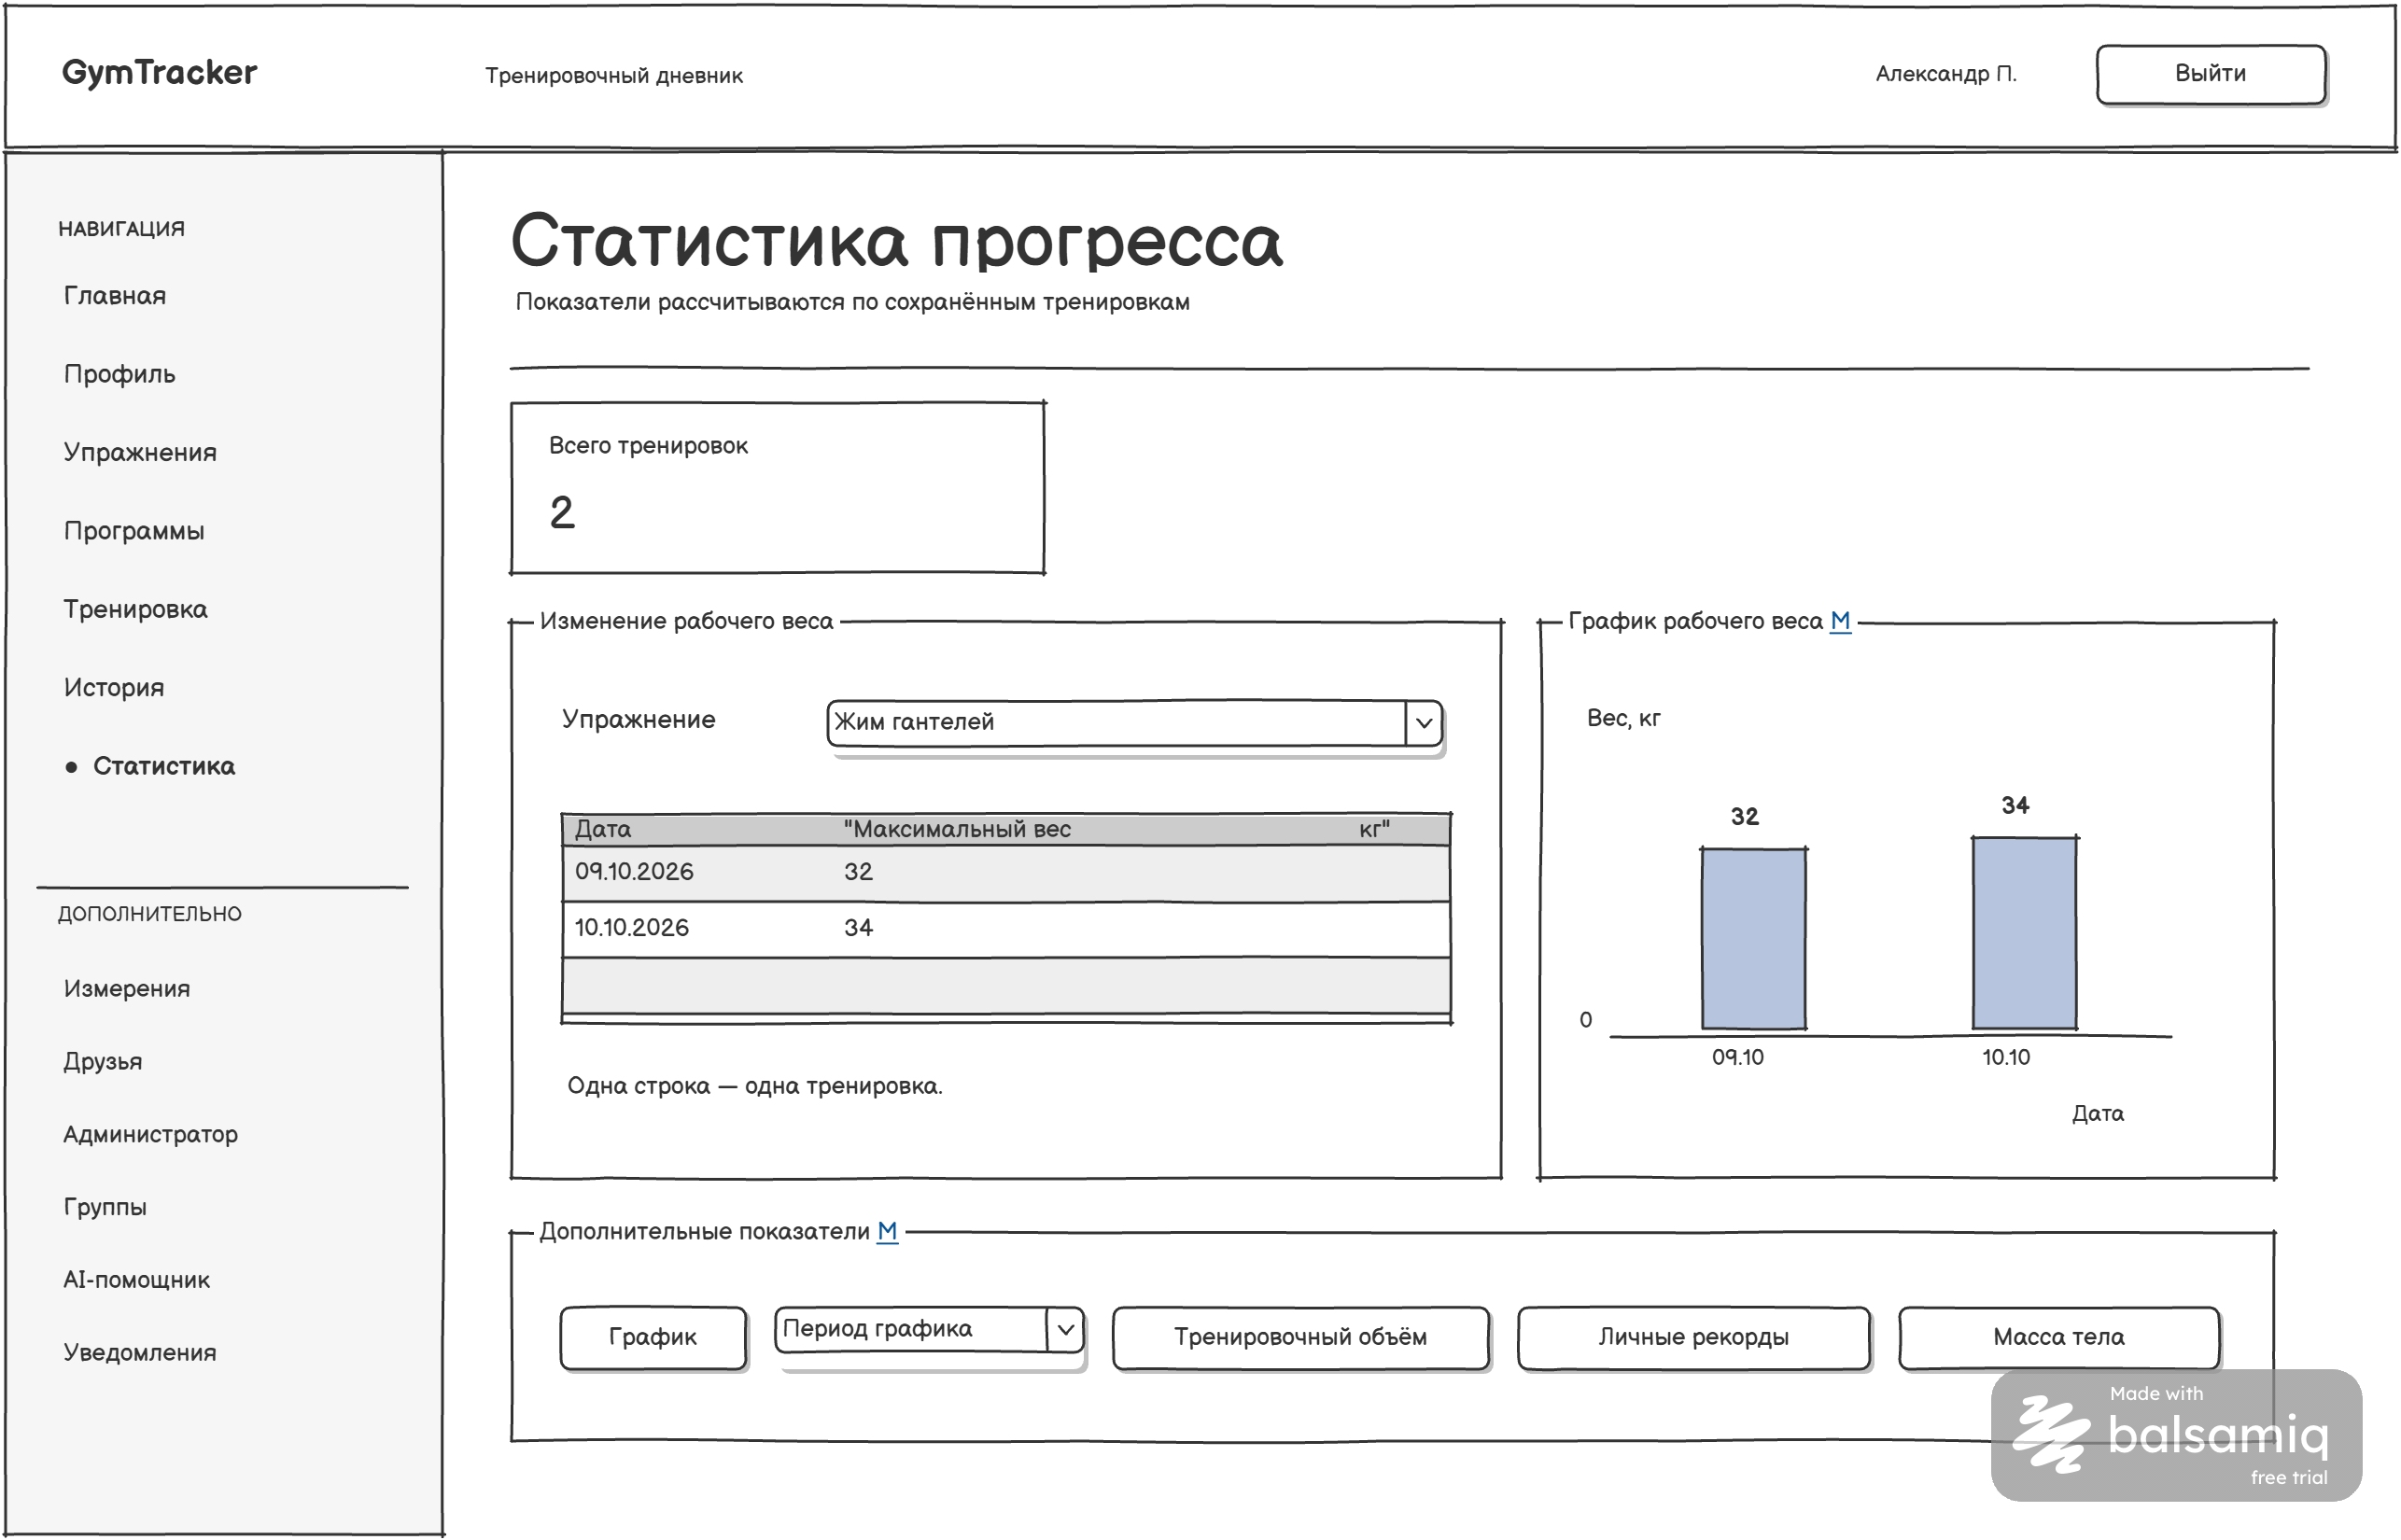 GymTracker
Тренировочный дневник
Александр П.
Выйти
НАВИГАЦИЯ
Главная
Профиль
Упражнения
Программы
Тренировка
История
Статистика
ДОПОЛНИТЕЛЬНО
Измерения
Друзья
Администратор
Группы
AI-помощник
Уведомления
Статистика прогресса
Показатели рассчитываются по сохранённым тренировкам
Всего тренировок
2
Изменение рабочего веса
Упражнение
Жим гантелей
Дата "Максимальный вес кг"
09.10.2026 32
10.10.2026 34
Одна строка — одна тренировка.
График рабочего веса M
Вес, кг
32 34
0
09.10 10.10
Дата
Дополнительные показатели M
График
Период графика
Тренировочный объём
Личные рекорды
Масса тела
Made with
balsamiq
free trial